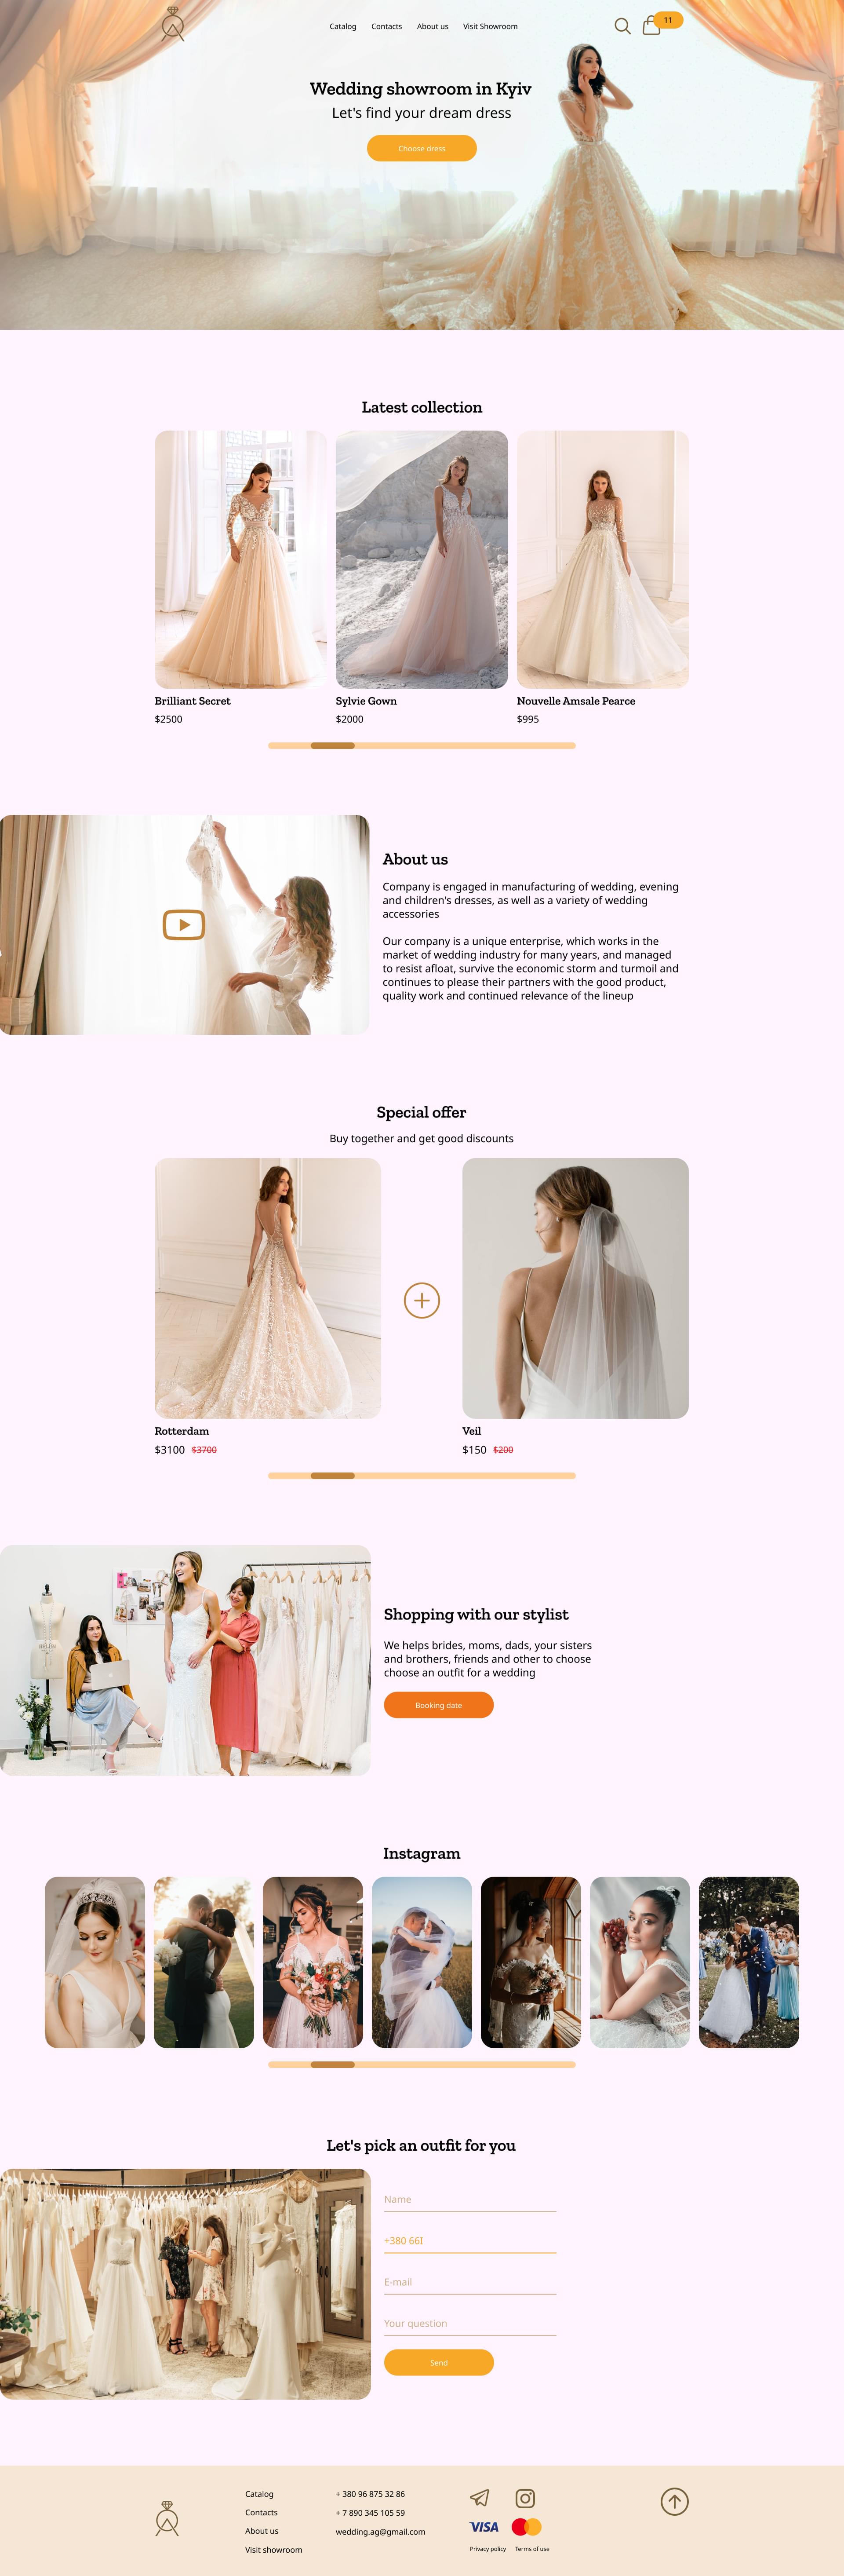 Catalog Contacts About us Visit Showroom
11
Wedding showroom in Kyiv
Let's find your dream dress
Choose dress
Latest collection
Brilliant Secret
$2500
Sylvie Gown
$2000
Nouvelle Amsale Pearce
$995
About us
Company is engaged in manufacturing of wedding, evening
and children's dresses, as well as a variety of wedding
accessories
Our company is a unique enterprise, which works in the
market of wedding industry for many years, and managed
to resist afloat, survive the economic storm and turmoil and
continues to please their partners with the good product,
quality work and continued relevance of the lineup
Special offer
Buy together and get good discounts
Rotterdam
$3100 $3700
Veil
$150 $200
Shopping with our stylist
We helps brides, moms, dads, your sisters
and brothers, friends and other to choose
choose an outfit for a wedding
Booking date
Instagram
Let's pick an outfit for you
Name
+380 66I
E-mail
Your question
Send
Catalog
Contacts
About us
Visit showroom
+ 380 96 875 32 86
+ 7 890 345 105 59
wedding.ag@gmail.com
VISA
Privacy policy Terms of use